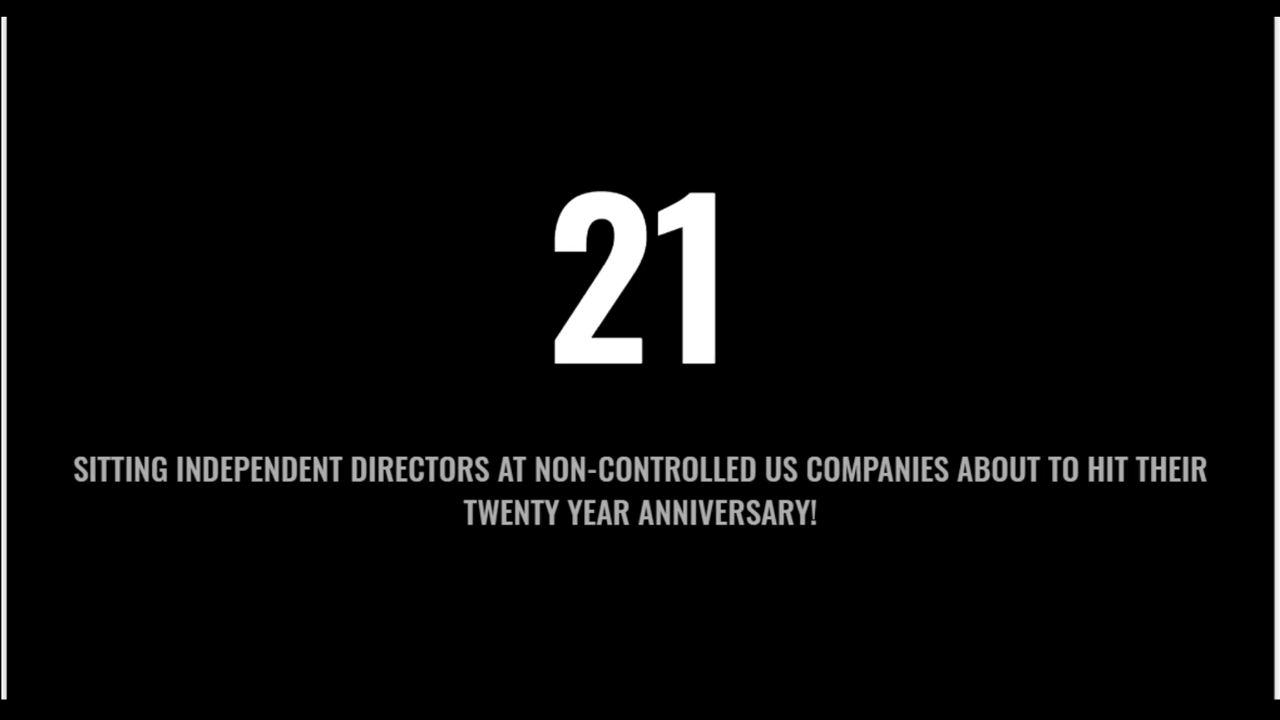 21
SITTING INDEPENDENT DIRECTORS AT NON-CONTROLLED US COMPANIES ABOUT TO HIT THEIR
TWENTY YEAR ANNIVERSARY!